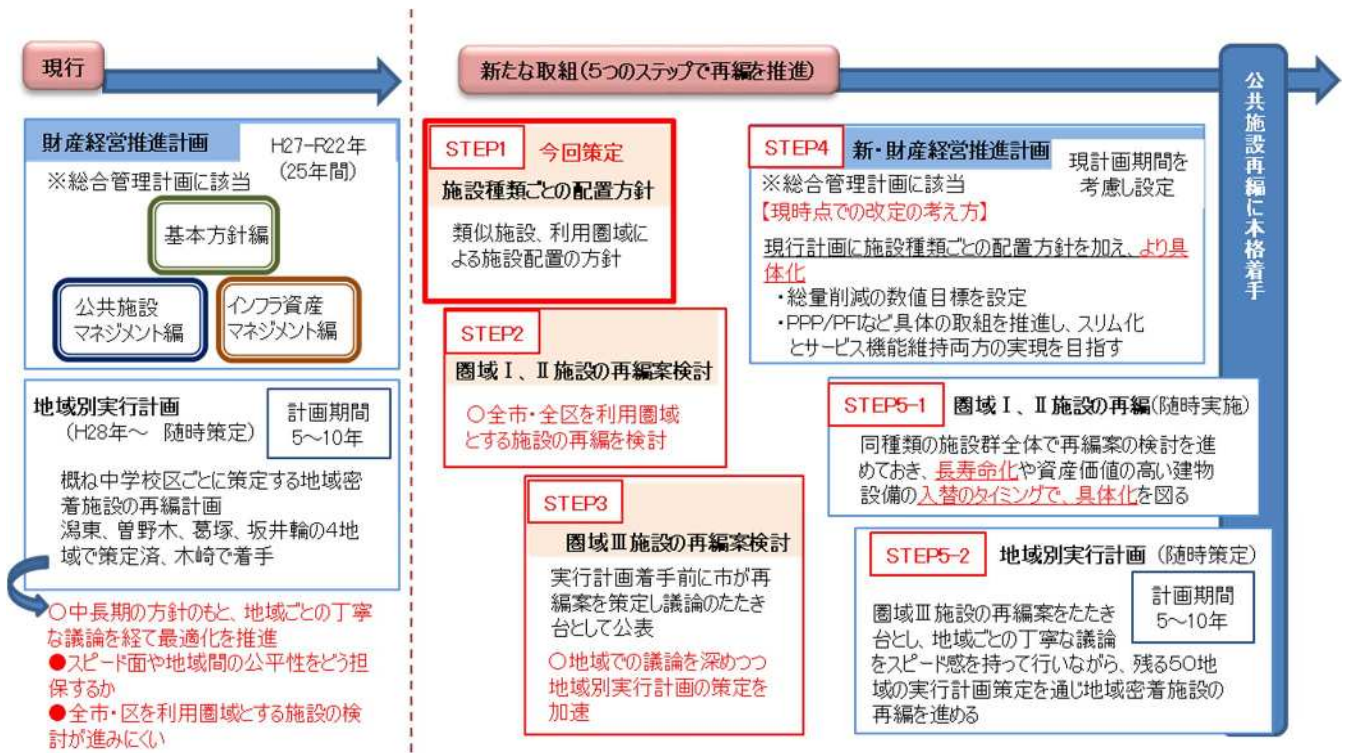 現行
財産経営推進計画
H27-R22年
(25年間)
※総合管理計画に該当
基本方針編
公共施設
マネジメント編
インフラ資産
マネジメント編
地域別実行計画
(H28年~ 随時策定)
計画期間
5~10年
概ね中学校区ごとに策定する地域密
着施設の再編計画
潟東、曽野木、葛塚、坂井輪の4地
域で策定済、木崎で着手
○中長期の方針のもと、地域ごとの丁寧
な議論を経て最適化を推進
●スピード面や地域間の公平性をどう担
保するか
●全市・区を利用圏域とする施設の検
討が進みにくい
新たな取組(5つのステップで再編を推進)
STEP1 今回策定
施設種類ごとの配置方針
類似施設、利用圏域に
よる施設配置の方針
STEP2
圏域Ⅰ、Ⅱ施設の再編案検討
○全市・全区を利用圏域
とする施設の再編を検討
STEP3
圏域Ⅲ施設の再編案検討
実行計画着手前に市が再
編案を策定し議論のたたき
台として公表
○地域での議論を深めつつ
地域別実行計画の策定を
加速
STEP4 新・財産経営推進計画
現計画期間を
考慮し設定
※総合管理計画に該当
【現時点での改定の考え方】
現行計画に施設種類ごとの配置方針を加え、より具
体化
・総量削減の数値目標を設定
・PPP/PFIなど具体の取組を推進し、スリム化
とサービス機能維持両方の実現を目指す
STEP5-1 圏域Ⅰ、Ⅱ施設の再編(随時実施)
同種類の施設群全体で再編案の検討を進
めておき、長寿命化や資産価値の高い建物
設備の入替のタイミングで、具体化を図る
STEP5-2 地域別実行計画 (随時策定)
計画期間
5~10年
圏域Ⅲ施設の再編案をたたき
台とし、地域ごとの丁寧な議論
をスピード感を持って行いながら、残る50地
域の実行計画策定を通じ地域密着施設の
再編を進める
公共施設再編に本格着手